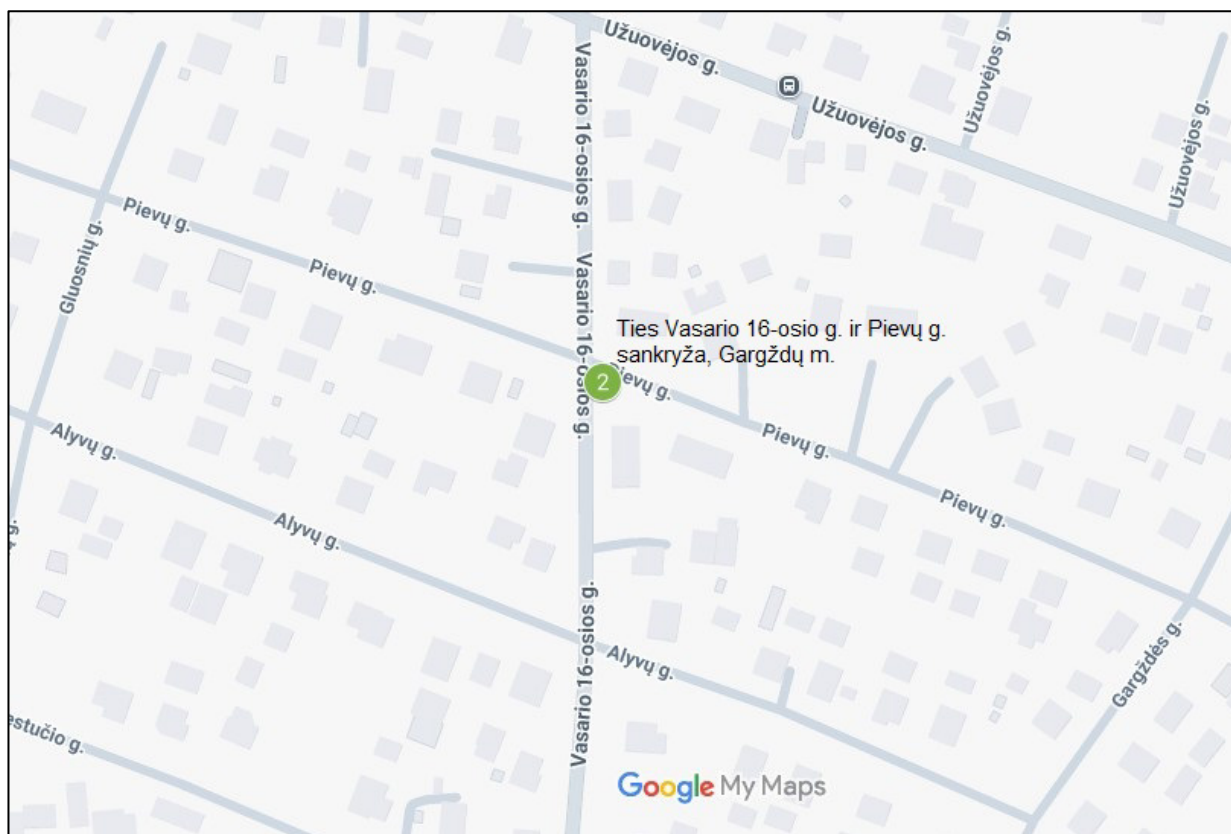 Užuovėjos g.
Vasario 16-osios g.
Užuovėjos g.
Užuovėjos g.
Užuovėjos g.
Pievų g.
Gluosnių g.
Pievų g.
Vasario 16-osios g.
Ties Vasario 16-osio g. ir Pievų g.
sankryža, Gargždų m.
2
Pievų g.
Alyvų g.
Pievų g.
Pievų g.
Alyvų g.
g.
Vasario 16-osios g.
Alyvų g.
Gargždės g.
estučio g.
Google My Maps